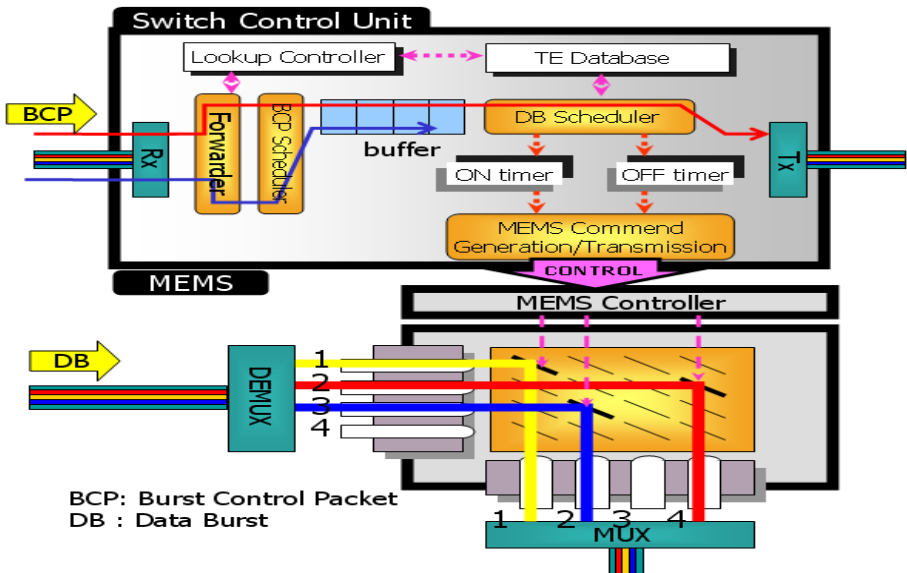 Switch Control Unit
Lookup Controller
TE Database
BCP
Rx
Forwarder
BCP Scheduler
buffer
DB Scheduler
Tx
ON timer
OFF timer
MEMS Commend
Generation/Transmission
CONTROL
MEMS
MEMS Controller
DB
DEMUX
1
2
3
4
BCP: Burst Control Packet
DB : Data Burst
1 2 3 4
MUX